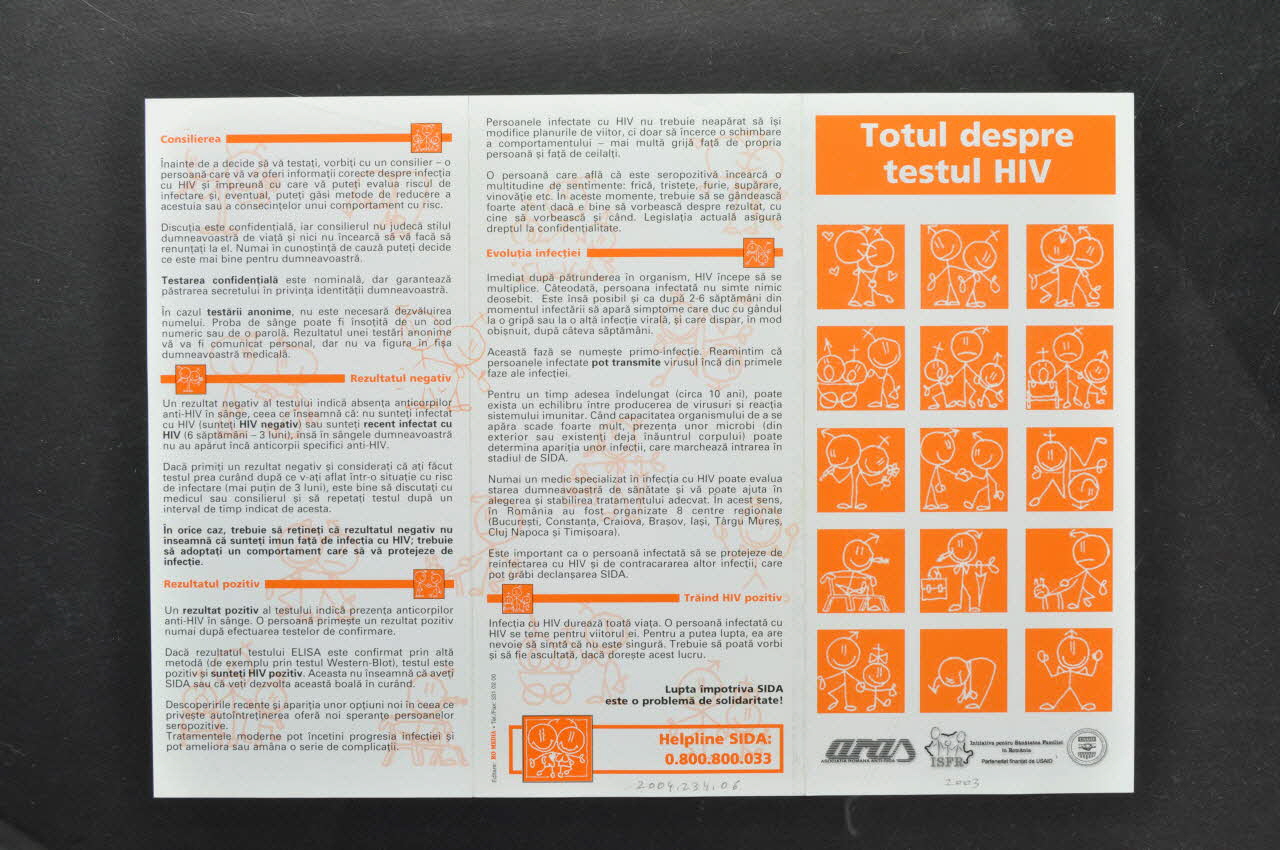 Consilierea
Înainte de a decide să vă testați, vorbiți cu un consilier – o
persoană care vă va oferi informații corecte despre infecția
cu HIV și împreună cu care vă puteți evalua riscul de
infectare și, eventual, puteți găsi metode de reducere a
acestuia sau a consecințelor unui comportament cu risc.
Discuția este confidențială, iar consilierul nu judecă stilul
dumneavoastră de viață și nici nu încearcă să vă facă să
renunțați la el. Numai în cunoștință de cauză puteți decide
ce este mai bine pentru dumneavoastră.
Testarea confidențială este nominală, dar garantează
păstrarea secretului în privința identității dumneavoastră.
În cazul testării anonime, nu este necesară dezvăluirea
numelui. Proba de sânge poate fi însoțită de un cod
numeric sau de o parolă. Rezultatul unei testări anonime
vă va fi comunicat personal, dar nu va figura în fișa
dumneavoastră medicală.
Rezultatul negativ
Un rezultat negativ al testului indică absența anticorpilor
anti-HIV în sânge, ceea ce înseamnă că: nu sunteți infectat
cu HIV (sunteți HIV negativ) sau sunteți recent infectat cu
HIV (6 săptămâni – 3 luni), însă în sângele dumneavoastră
nu au apărut încă anticorpii specifici anti-HIV.
Dacă primiți un rezultat negativ și considerați că ați făcut
testul prea curând după ce v-ați aflat într-o situație cu risc
de infectare (mai puțin de 3 luni), este bine să discutați cu
medicul sau consilierul și să repetați testul după un
interval de timp indicat de acesta.
În orice caz, trebuie să rețineți că rezultatul negativ nu
înseamnă că sunteți imun față de infecția cu HIV; trebuie
să adoptați un comportament care să vă protejeze de
infecție.
Rezultatul pozitiv
Un rezultat pozitiv al testului indică prezența anticorpilor
anti-HIV în sânge. O persoană primește un rezultat pozitiv
numai după efectuarea testelor de confirmare.
Dacă rezultatul testului ELISA este confirmat prin altă
metodă (de exemplu prin testul Western-Blot), testul este
pozitiv și sunteți HIV pozitiv. Aceasta nu înseamnă că aveți
SIDA sau că veți dezvolta această boală în curând.
Descoperirile recente și apariția unor opțiuni noi în ceea ce
privește autoîntreținerea oferă noi speranțe persoanelor
seropozitive.
Tratamentele moderne pot încetini progresia infecției și
pot ameliora sau amâna o serie de complicații.
Persoanele infectate cu HIV nu trebuie neapărat să își
modifice planurile de viitor, ci doar să încerce o schimbare
a comportamentului – mai multă grijă față de propria
persoană și față de ceilalți.
O persoană care află că este seropozitivă încearcă o
multitudine de sentimente: frică, tristete, furie, supărare,
vinovăție etc. În aceste momente, trebuie să se gândească
foarte atent dacă e bine să vorbească despre rezultat, cu
cine să vorbească și când. Legislația actuală asigură
dreptul la confidențialitate.
Evoluția infecției
Imediat după pătrunderea în organism, HIV începe să se
multiplice. Câteodată, persoana infectată nu simte nimic
deosebit. Este însă posibil și ca după 2-6 săptămâni din
momentul infectării să apară simptome care duc cu gândul
la o gripă sau la o altă infecție virală, și care dispar, în mod
obișnuit, după câteva săptămâni.
Această fază se numește primo-infecție. Reamintim că
persoanele infectate pot transmite virusul încă din primele
faze ale infecției.
Pentru un timp adesea îndelungat (circa 10 ani), poate
exista un echilibru între producerea de virusuri și reacția
sistemului imunitar. Când capacitatea organismului de a se
apăra scade foarte mult, prezența unor microbi (din
exterior sau existenți deja înăuntrul corpului) poate
determina apariția unor infecții, care marchează intrarea în
stadiul de SIDA.
Numai un medic specializat în infecția cu HIV poate evalua
starea dumneavoastră de sănătate și vă poate ajuta în
alegerea și stabilirea tratamentului adecvat. În acest sens,
în România au fost organizate 8 centre regionale
(București, Constanța, Craiova, Brașov, Iași, Târgu Mureș,
Cluj Napoca și Timișoara).
Este important ca o persoană infectată să se protejeze de
reinfectarea cu HIV și de contracararea altor infecții, care
pot grăbi declanșarea SIDA.
Trăind HIV pozitiv
Infecția cu HIV durează toată viața. O persoană infectată cu
HIV se teme pentru viitorul ei. Pentru a putea lupta, ea are
nevoie să simtă că nu este singură. Trebuie să poată vorbi
și să fie ascultată, dacă dorește acest lucru.
Lupta împotriva SIDA
este o problemă de solidaritate!
Editare: RO MEDIA • Tel./Fax: 331 02 00
Helpline SIDA:
0.800.800.033
2004.234.06
Totul despre
testul HIV
ARAS
ASOCIAȚIA ROMÂNĂ ANTI-SIDA
ISFR
Inițiativa pentru Sănătatea Familiei
în România
Parteneriat finanțat de USAID
2003